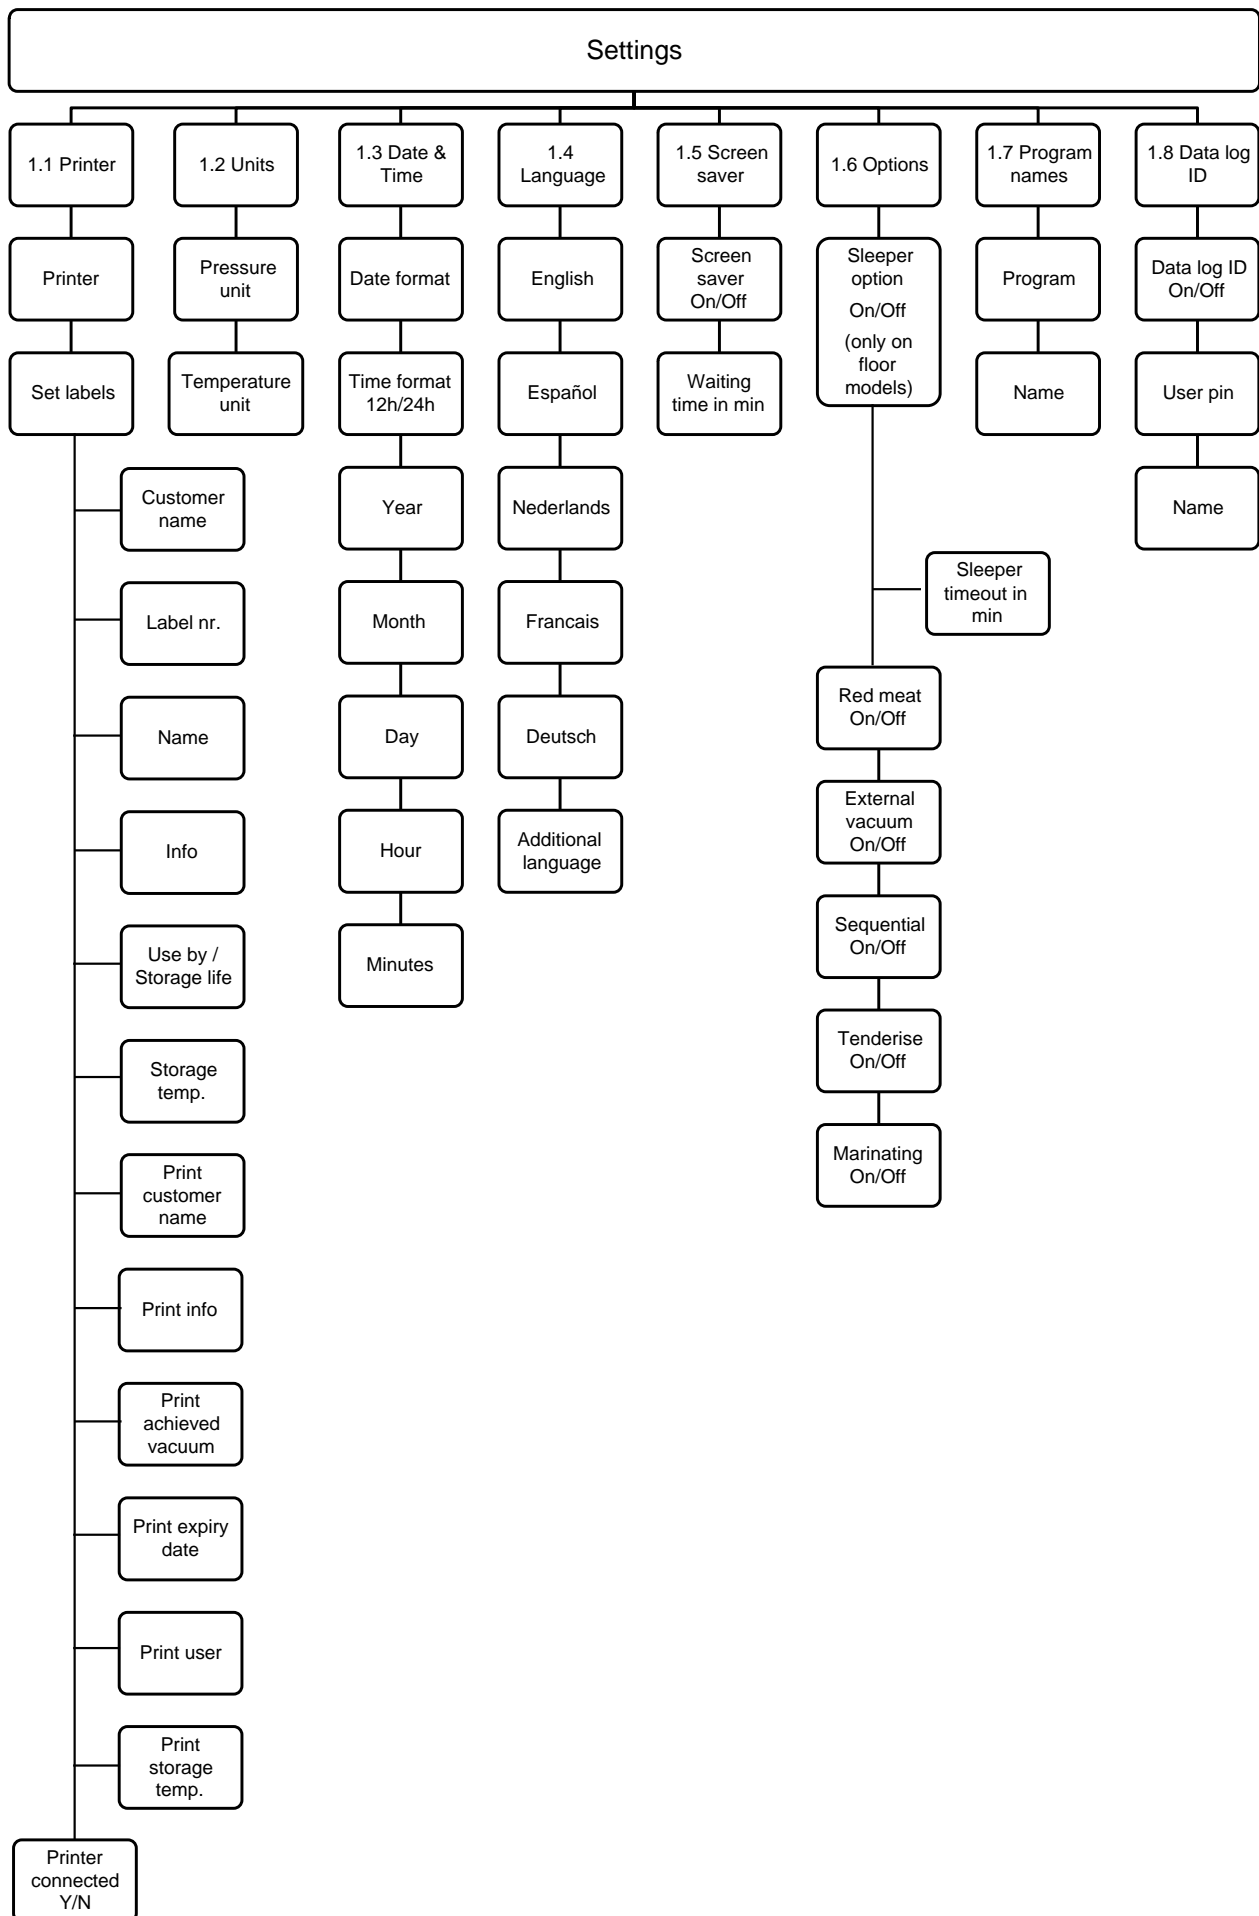 Settings
1.1 Printer
1.2 Units
1.3 Date &
Time
1.4
Language
1.5 Screen
saver
1.6 Options
1.7 Program
names
1.8 Data log
ID
Printer
Set labels
Customer
name
Label nr.
Name
Info
Use by /
Storage life
Storage
temp.
Print
customer
name
Print info
Print
achieved
vacuum
Print expiry
date
Print user
Print
storage
temp.
Printer
connected
Y/N
Pressure
unit
Temperature
unit
Date format
Time format
12h/24h
Year
Month
Day
Hour
Minutes
English
Español
Nederlands
Francais
Deutsch
Additional
language
Screen
saver
On/Off
Waiting
time in min
Sleeper
option
On/Off
(only on
floor
models)
Sleeper
timeout in
min
Red meat
On/Off
External
vacuum
On/Off
Sequential
On/Off
Tenderise
On/Off
Marinating
On/Off
Program
Name
Data log ID
On/Off
User pin
Name